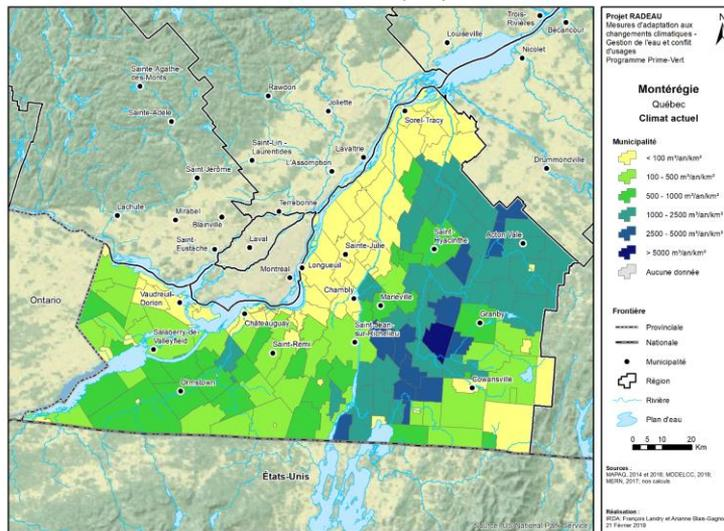 Projet RADEAU
Mesures d'adaptation aux
changements climatiques -
Gestion de l'eau et conflit
d'usages
Programme Prime-Vert
N
Montérégie
Québec
Climat actuel
Municipalité
< 100 m³/an/km²
100 - 500 m³/an/km²
500 - 1000 m³/an/km²
1000 - 2500 m³/an/km²
2500 - 5000 m³/an/km²
> 5000 m³/an/km²
Aucune donnée
Frontière
Provinciale
Nationale
Municipalité
Région
Rivière
Plan d'eau
0 5 10 20
Km
Sources :
MAPAQ, 2014 et 2018; MODELCC, 2018;
MERN, 2017; nos calculs
Réalisation :
IRDA: François Landry et Arianne Blais-Gagnon
21 Février 2019
Trois-
Rivières
Bécancour
Louiseville
Nicolet
Sainte-Agathe
des-Monts
Rawdon
Joliette
Sainte-Adèle
Sorel-Tracy
Saint-Lin -
Laurentides
Lavaltrie
L'Assomption
Drummondville
Saint-Jérôme
Lachute
Mirabel
Blainville
Terrebonne
Saint-
Eustache
Laval
Saint-
Hyacinthe
Acton Vale
Sainte-Julie
Montréal
Longueuil
Ontario
Vaudreuil-
Dorion
Chambly
Marieville
Châteauguay
Granby
Salaberry-de-
Valleyfield
Saint-Rémi
Saint-Jean-
sur-Richelieu
Ormstown
Cowansville
États-Unis
Source : US National Park Service